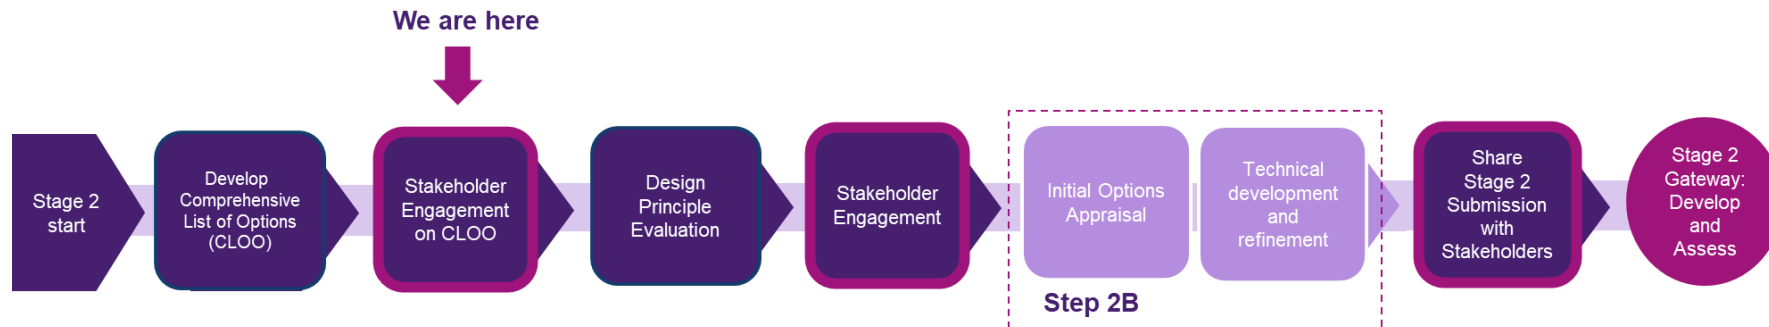 We are here
Stage 2
start
Develop
Comprehensive
List of Options
(CLOO)
Stakeholder
Engagement
on CLOO
Design
Principle
Evaluation
Stakeholder
Engagement
Initial Options
Appraisal
Technical
development
and
refinement
Step 2B
Share
Stage 2
Submission
with
Stakeholders
Stage 2
Gateway:
Develop
and
Assess